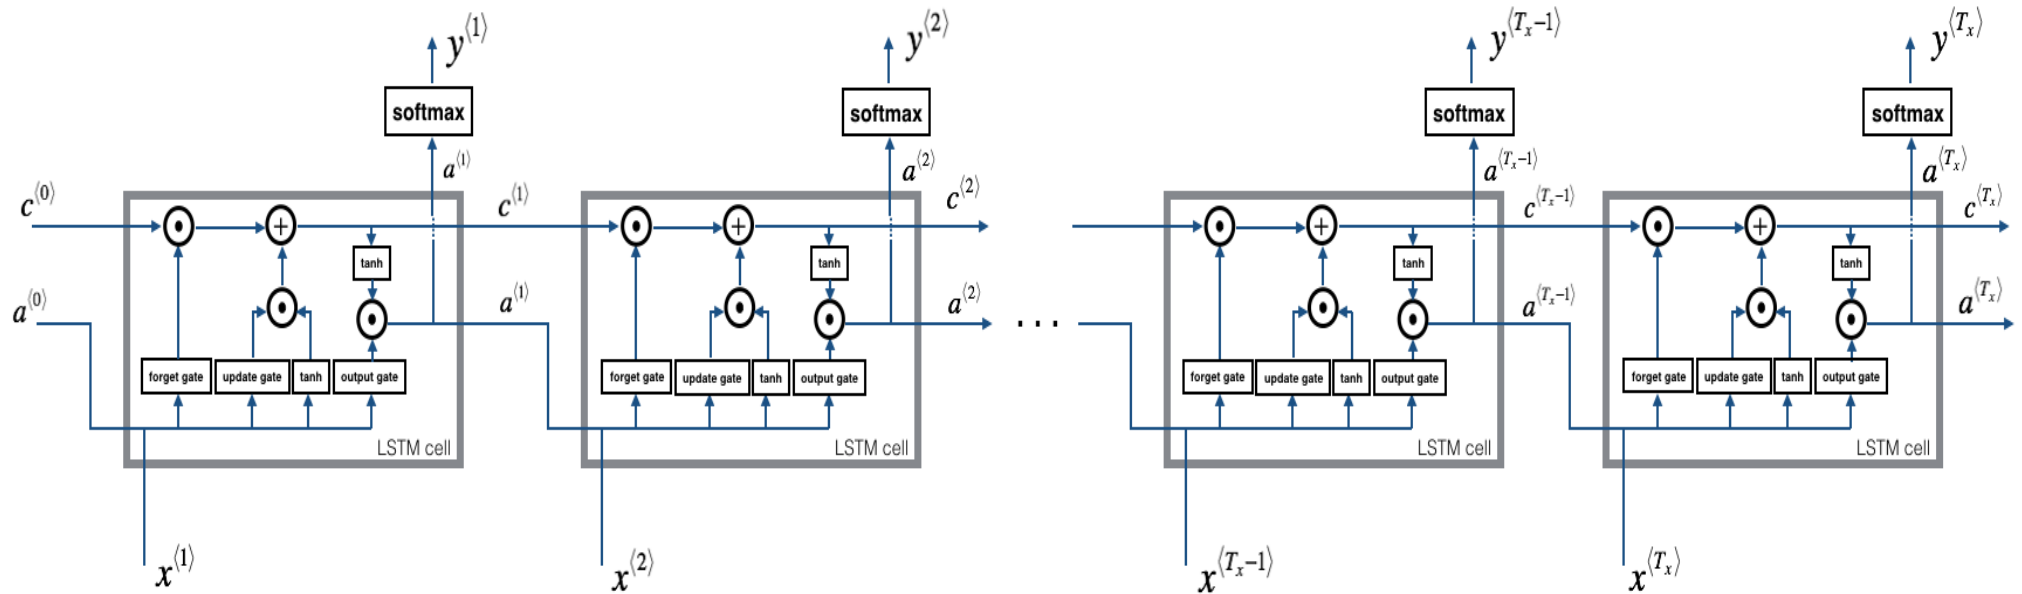 y⟨1⟩ y⟨2⟩ y⟨Tₓ−1⟩ y⟨Tₓ⟩
softmax softmax softmax softmax
a⟨1⟩ a⟨2⟩ a⟨Tₓ−1⟩ a⟨Tₓ⟩
c⟨0⟩ c⟨1⟩ c⟨2⟩ c⟨Tₓ−1⟩ c⟨Tₓ⟩
+ + + +
tanh tanh tanh tanh
a⟨0⟩ a⟨1⟩ a⟨2⟩ ... a⟨Tₓ−1⟩ a⟨Tₓ⟩
forget gate update gate tanh output gate forget gate update gate tanh output gate forget gate update gate tanh output gate forget gate update gate tanh output gate
LSTM cell LSTM cell LSTM cell LSTM cell
x⟨1⟩ x⟨2⟩ x⟨Tₓ−1⟩ x⟨Tₓ⟩